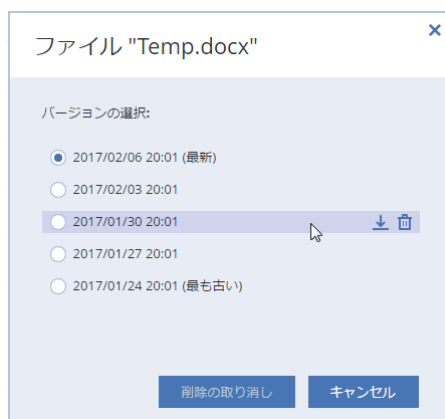 ファイル "Temp.docx"
バージョンの選択:
2017/02/06 20:01 (最新)
2017/02/03 20:01
2017/01/30 20:01
2017/01/27 20:01
2017/01/24 20:01 (最も古い)
削除の取り消し
キャンセル